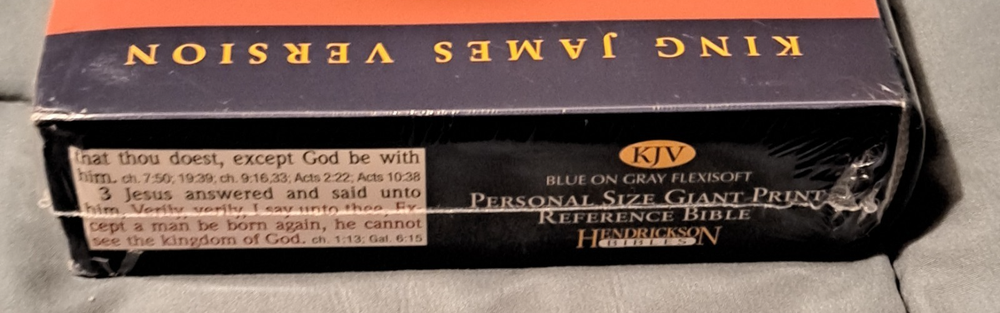 KING JAMES VERSION
that thou doest, except God be with
him. ch. 7:50; 19:39; ch. 9:16,33; Acts 2:22; Acts 10:38
3 Jesus answered and said unto
him, Verily, verily, I say unto thee, Ex-
cept a man be born again, he cannot
see the kingdom of God. ch. 1:13; Gal. 6:15
KJV
BLUE ON GRAY FLEXISOFT
PERSONAL SIZE GIANT PRINT
REFERENCE BIBLE
HENDRICKSON
BIBLES